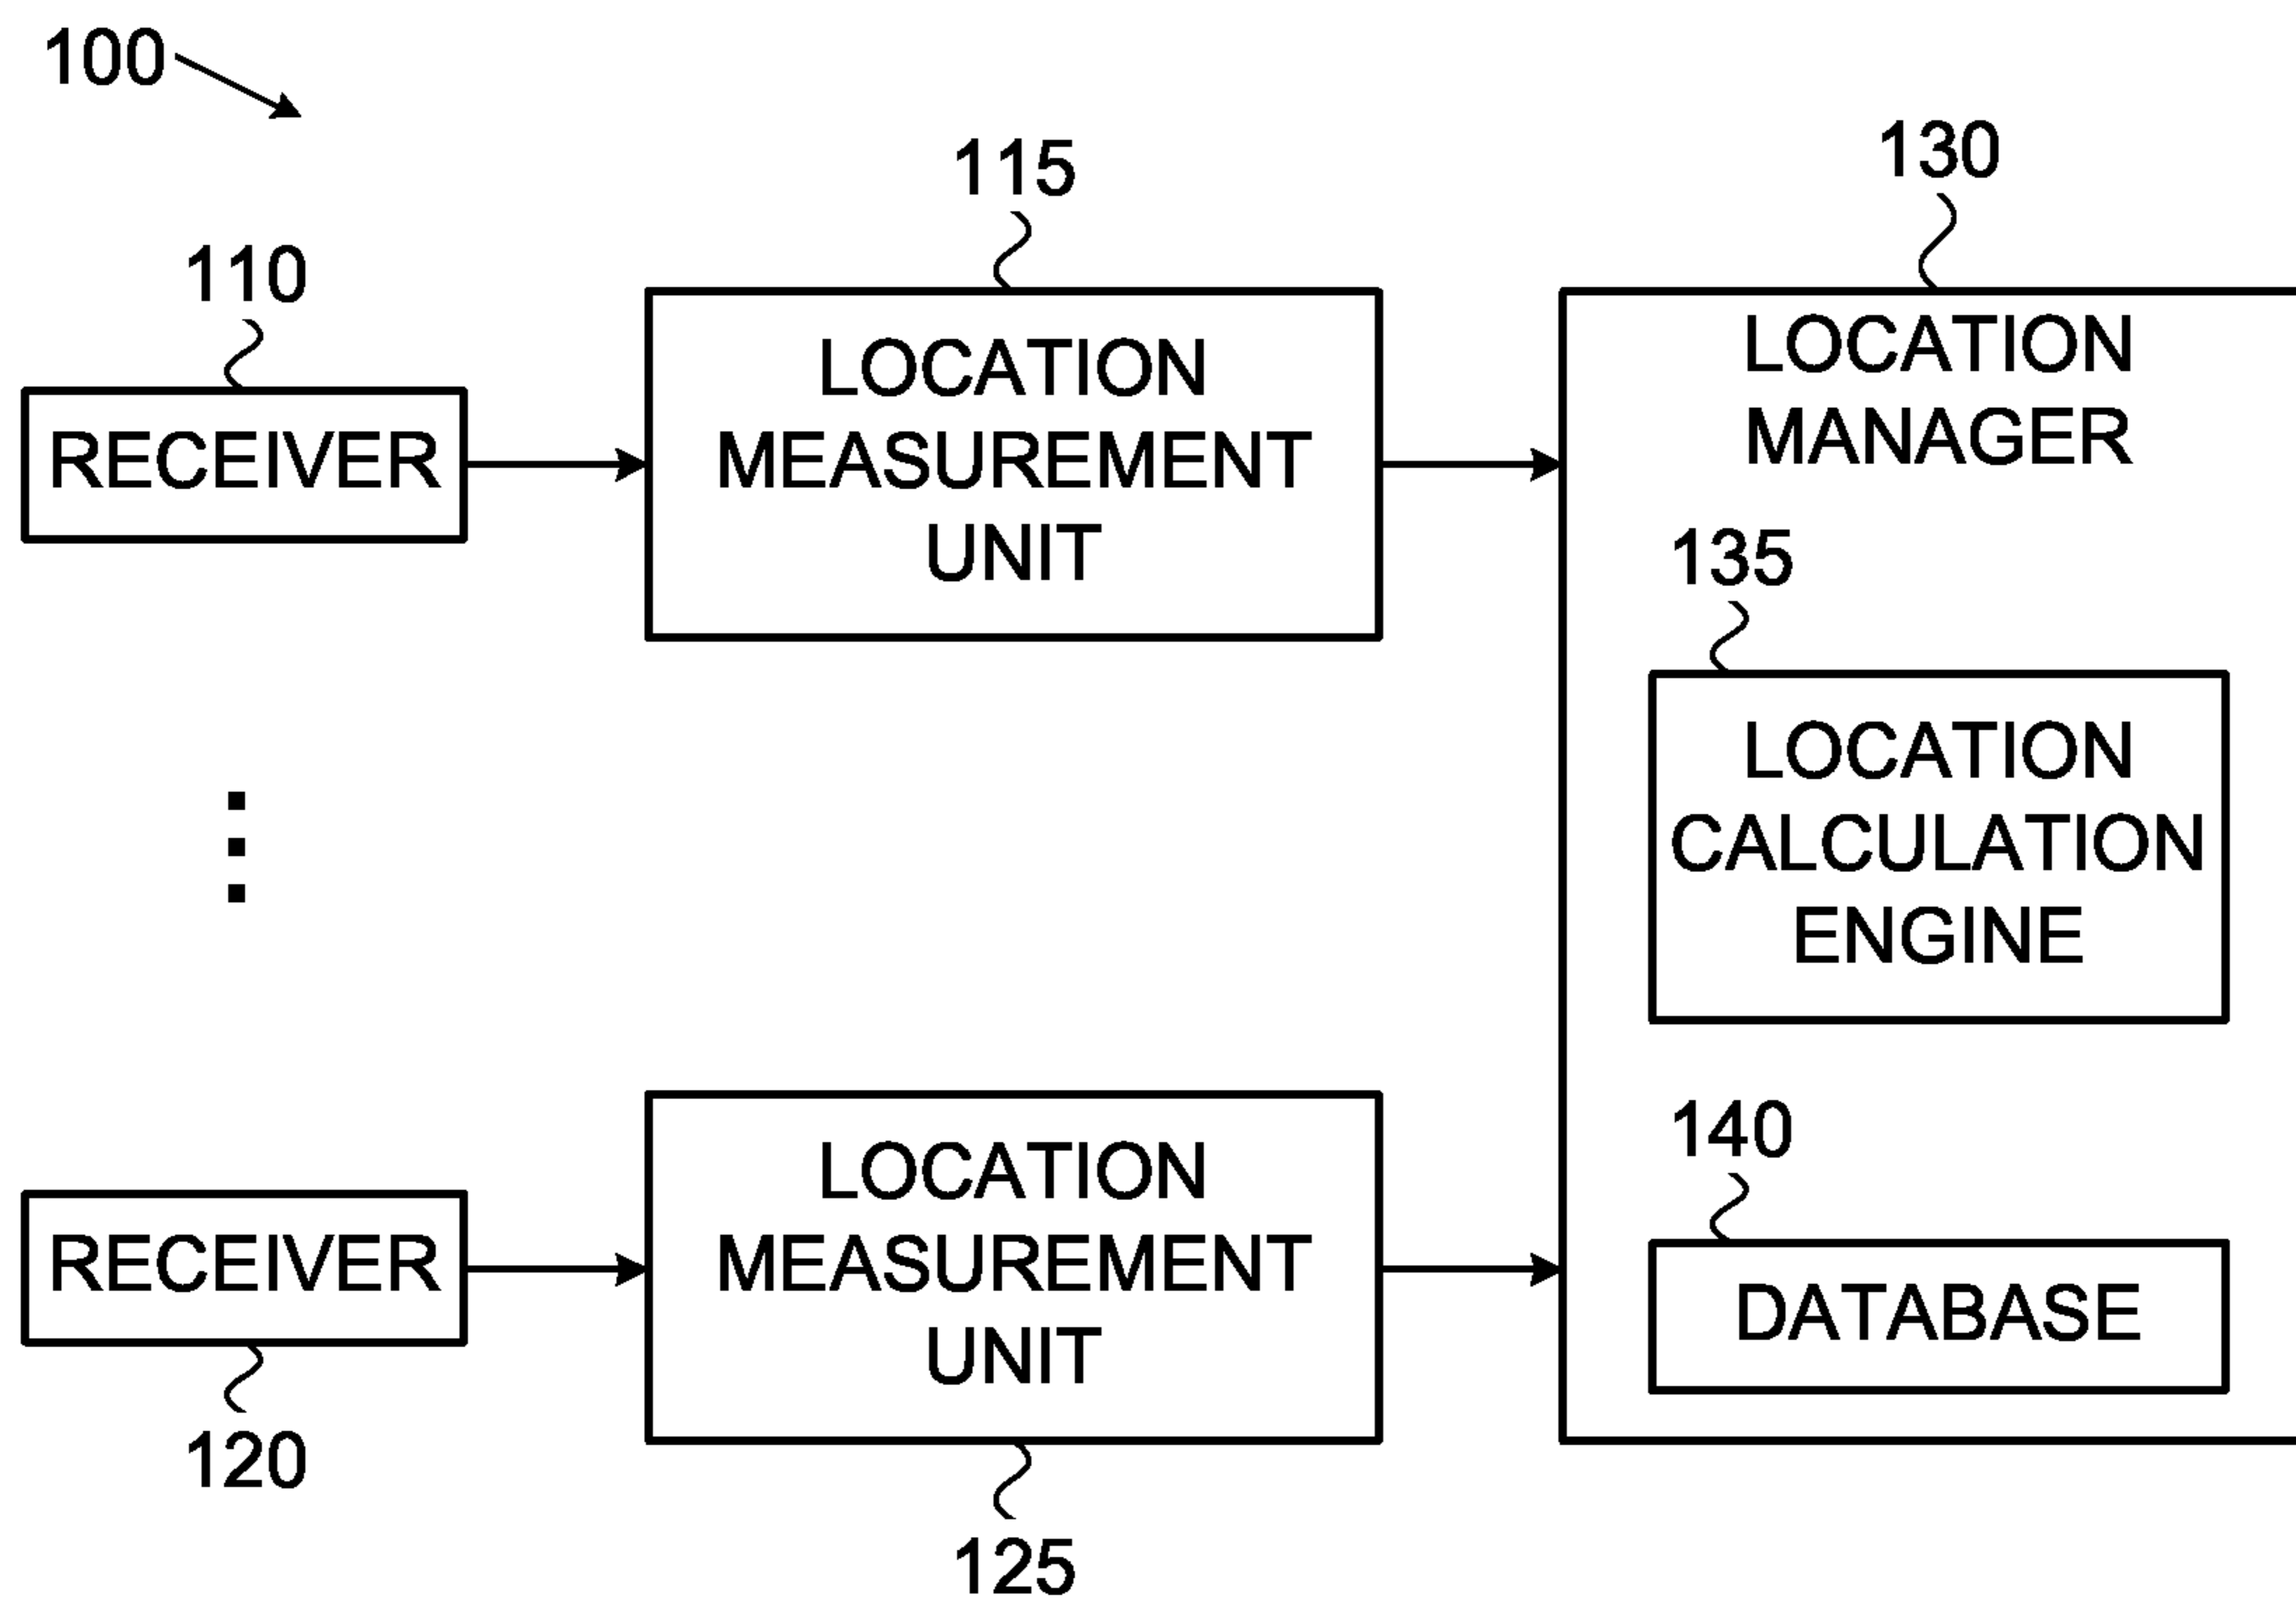 100
115
130
110
LOCATION
MEASUREMENT
UNIT
LOCATION
MANAGER
RECEIVER
135
LOCATION
CALCULATION
ENGINE
140
DATABASE
RECEIVER
120
LOCATION
MEASUREMENT
UNIT
125